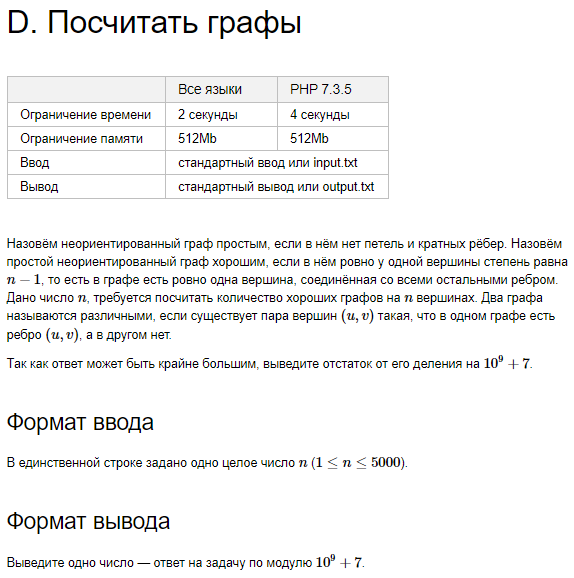 D. Посчитать графы
Все языки PHP 7.3.5
Ограничение времени 2 секунды 4 секунды
Ограничение памяти 512Mb 512Mb
Ввод стандартный ввод или input.txt
Вывод стандартный вывод или output.txt
Назовём неориентированный граф простым, если в нём нет петель и кратных рёбер. Назовём
простой неориентированный граф хорошим, если в нём ровно у одной вершины степень равна
n − 1, то есть в графе есть ровно одна вершина, соединённая со всеми остальными ребром.
Дано число n, требуется посчитать количество хороших графов на n вершинах. Два графа
называются различными, если существует пара вершин (u, v) такая, что в одном графе есть
ребро (u, v), а в другом нет.
Так как ответ может быть крайне большим, выведите отстаток от его деления на 10⁹ + 7.
Формат ввода
В единственной строке задано одно целое число n (1 ≤ n ≤ 5000).
Формат вывода
Выведите одно число — ответ на задачу по модулю 10⁹ + 7.